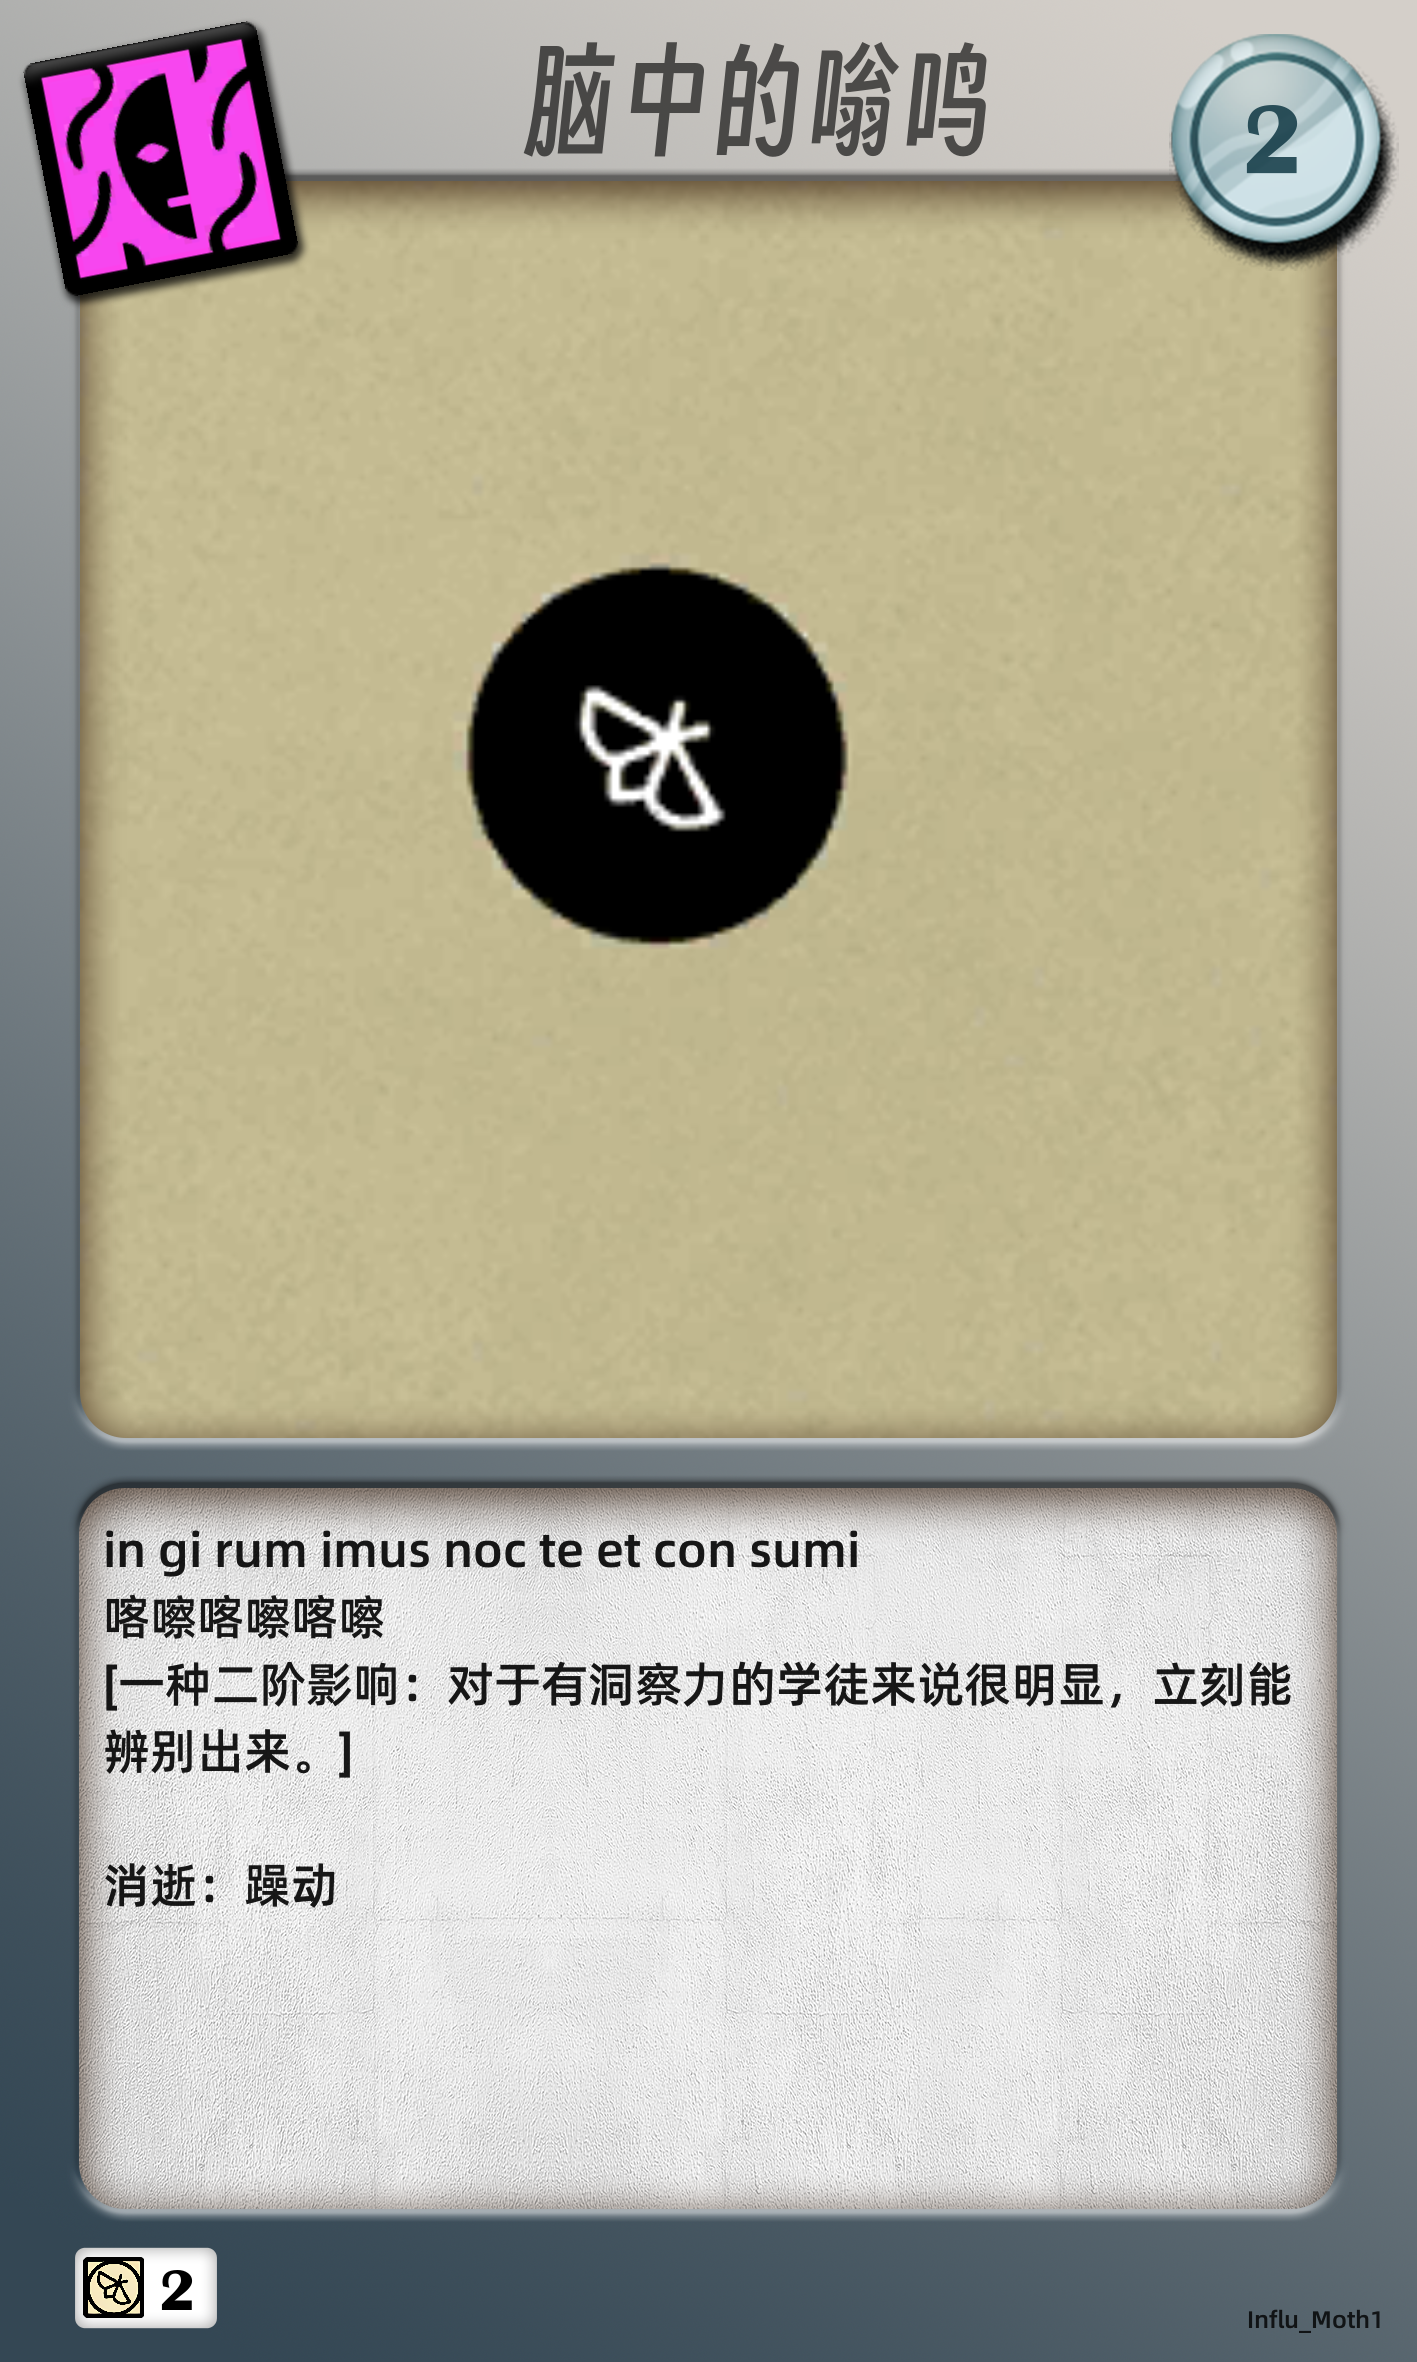 脑中的嗡鸣
2
in gi rum imus noc te et con sumi
喀嚓喀嚓喀嚓
[一种二阶影响：对于有洞察力的学徒来说很明显，立刻能
辨别出来。]
消逝：躁动
2
Influ_Moth1